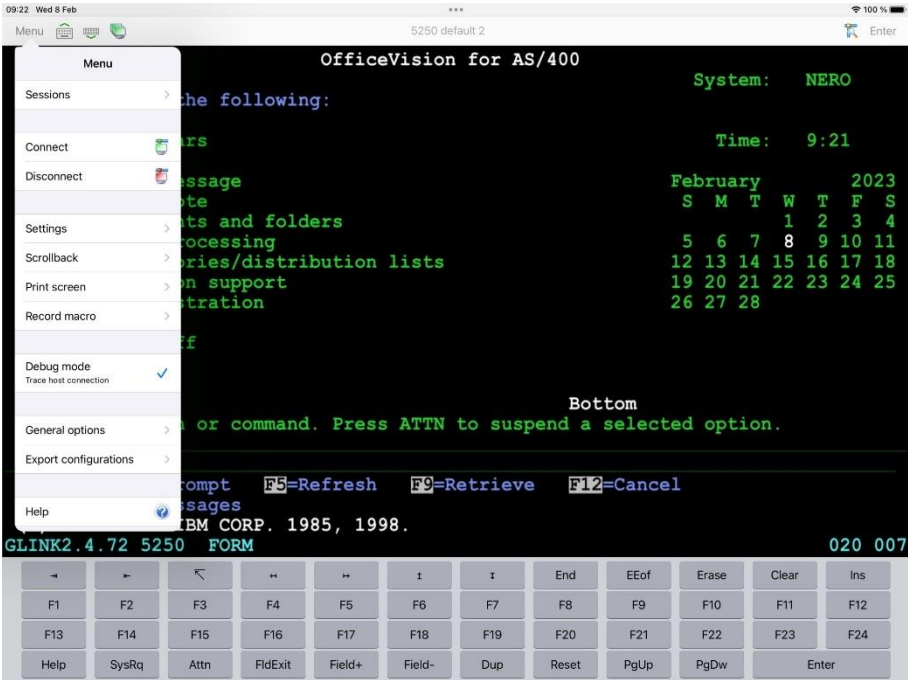 09:22 Wed 8 Feb
100 %
Menu
5250 default 2
Enter
Menu
Sessions
Connect
Disconnect
Settings
Scrollback
Print screen
Record macro
Debug mode
Trace host connection
General options
Export configurations
Help
OfficeVision for AS/400
System: NERO
the following:
ars
Time: 9:21
essage
February 2023
ote
S M T W T F S
nts and folders
1 2 3 4
rocessing
5 6 7 8 9 10 11
ories/distribution lists
12 13 14 15 16 17 18
on support
19 20 21 22 23 24 25
stration
26 27 28
ff
Bottom
or command. Press ATTN to suspend a selected option.
ompt F5=Refresh F9=Retrieve F12=Cancel
ssages
IBM CORP. 1985, 1998.
GLINK2.4.72 5250 FORM 020 007
End EEof Erase Clear Ins
F1 F2 F3 F4 F5 F6 F7 F8 F9 F10 F11 F12
F13 F14 F15 F16 F17 F18 F19 F20 F21 F22 F23 F24
Help SysRq Attn FldExit Field+ Field- Dup Reset PgUp PgDw Enter